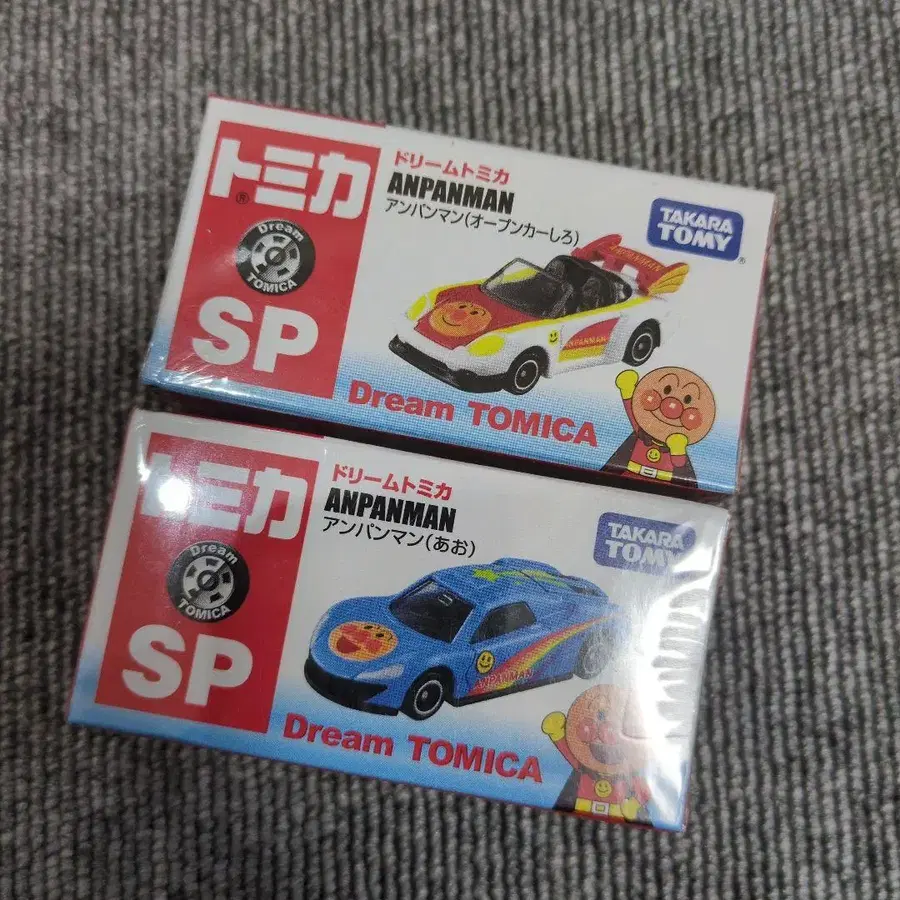 トミカ®
Dream
TOMICA
SP
ドリームトミカ
ANPANMAN
アンパンマン(オープンカーしろ)
TAKARA
TOMY®
ANPANMAN
ANPANMAN
Dream TOMICA
トミカ
Dream
TOMICA
SP
ドリームトミカ
ANPANMAN
アンパンマン(あお)
TAKARA
TOMY
ANPANMAN
Dream TOMICA